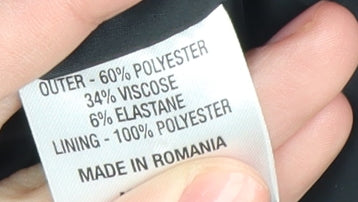 OUTER - 60% POLYESTER
34% VISCOSE
6% ELASTANE
LINING - 100% POLYESTER
MADE IN ROMANIA